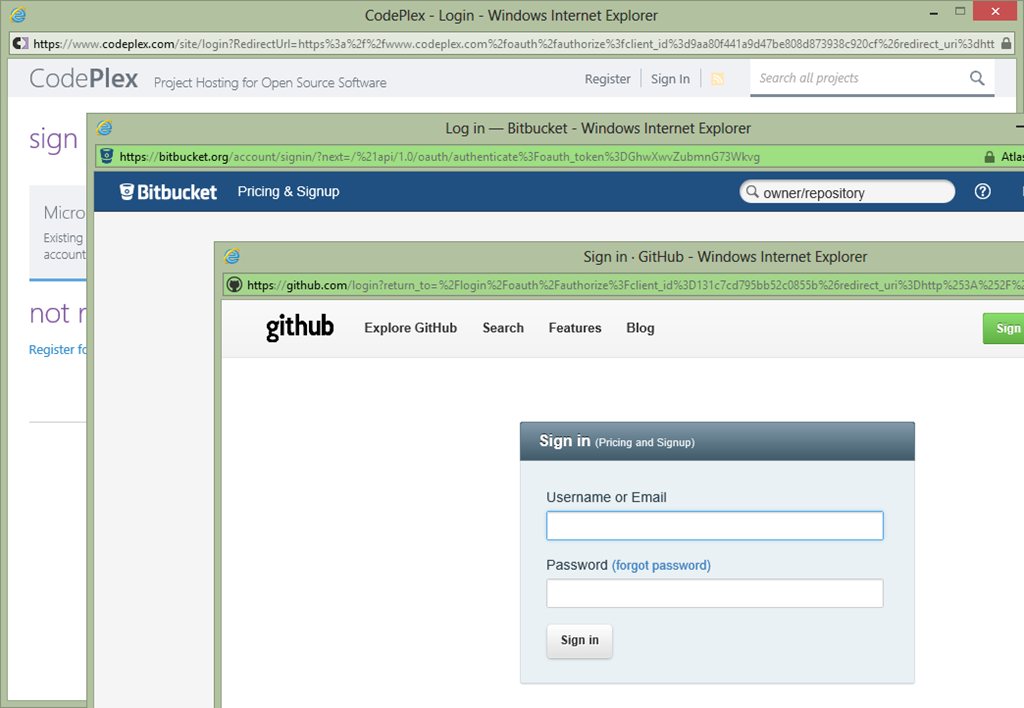 CodePlex - Login - Windows Internet Explorer
https://www.codeplex.com/site/login?RedirectUrl=https%3a%2f%2fwww.codeplex.com%2foauth%2fauthorize%3fclient_id%3d9aa80f441a9d47be808d873938c920cf%26redirect_uri%3dhtt
CodePlex Project Hosting for Open Source Software Register Sign In Search all projects
sign
Log in — Bitbucket - Windows Internet Explorer
https://bitbucket.org/account/signin/?next=/%21api/1.0/oauth/authenticate%3Foauth_token%3DGhwXwvZubmnG73Wkvg Atlas
Bitbucket Pricing & Signup owner/repository
Micro
Existing
account
Sign in · GitHub - Windows Internet Explorer
https://github.com/login?return_to=%2Flogin%2Foauth%2Fauthorize%3Fclient_id%3D131c7cd795bb52c0855b%26redirect_uri%3Dhttp%253A%252F%2
not r
github Explore GitHub Search Features Blog Sign
Register fo
Sign in (Pricing and Signup)
Username or Email
Password (forgot password)
Sign in